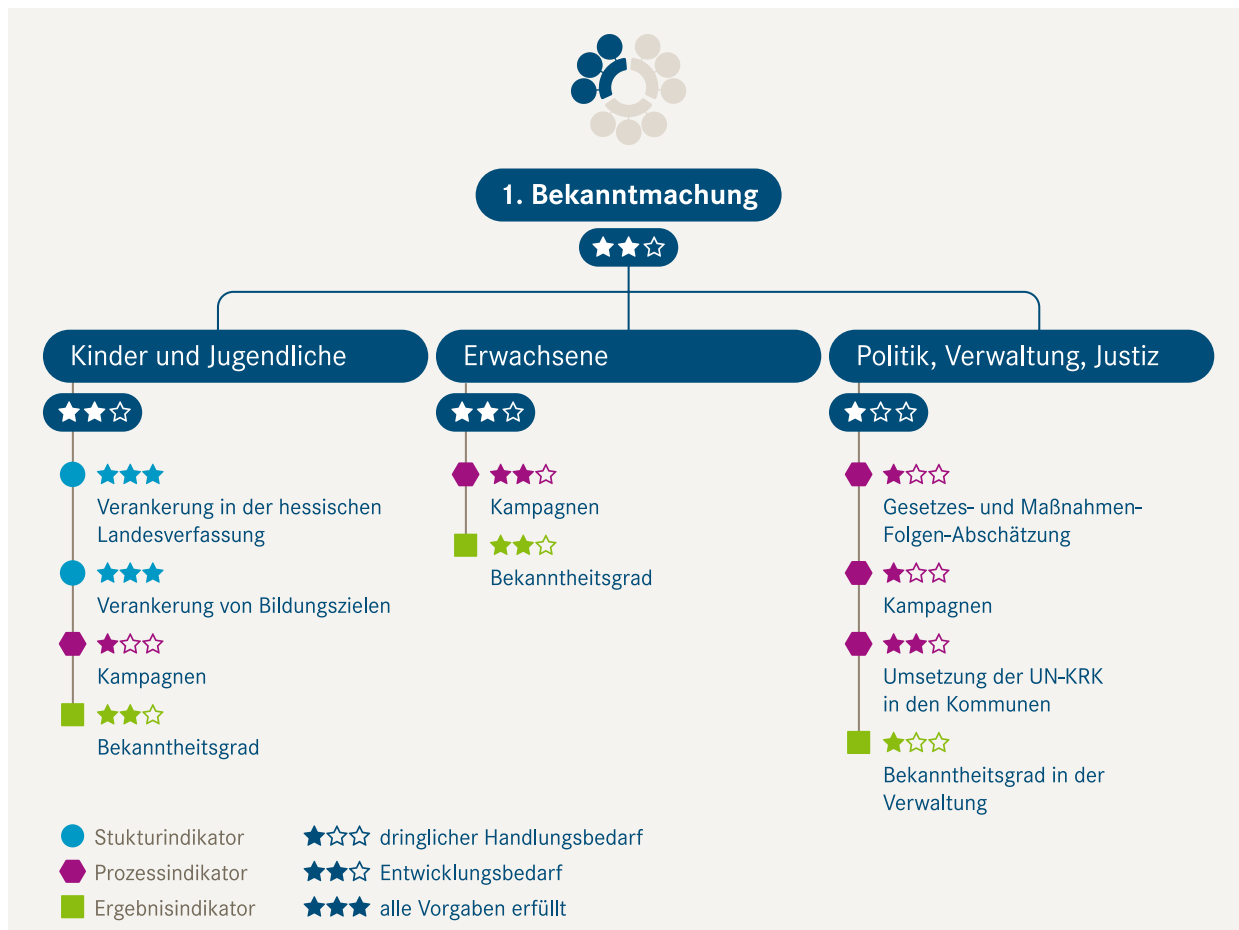 1. Bekanntmachung
Kinder und Jugendliche
Verankerung in der hessischen
Landesverfassung
Verankerung von Bildungszielen
Kampagnen
Bekanntheitsgrad
Erwachsene
Kampagnen
Bekanntheitsgrad
Politik, Verwaltung, Justiz
Gesetzes- und Maßnahmen-
Folgen-Abschätzung
Kampagnen
Umsetzung der UN-KRK
in den Kommunen
Bekanntheitsgrad in der
Verwaltung
Stukturindikator
Prozessindikator
Ergebnisindikator
dringlicher Handlungsbedarf
Entwicklungsbedarf
alle Vorgaben erfüllt